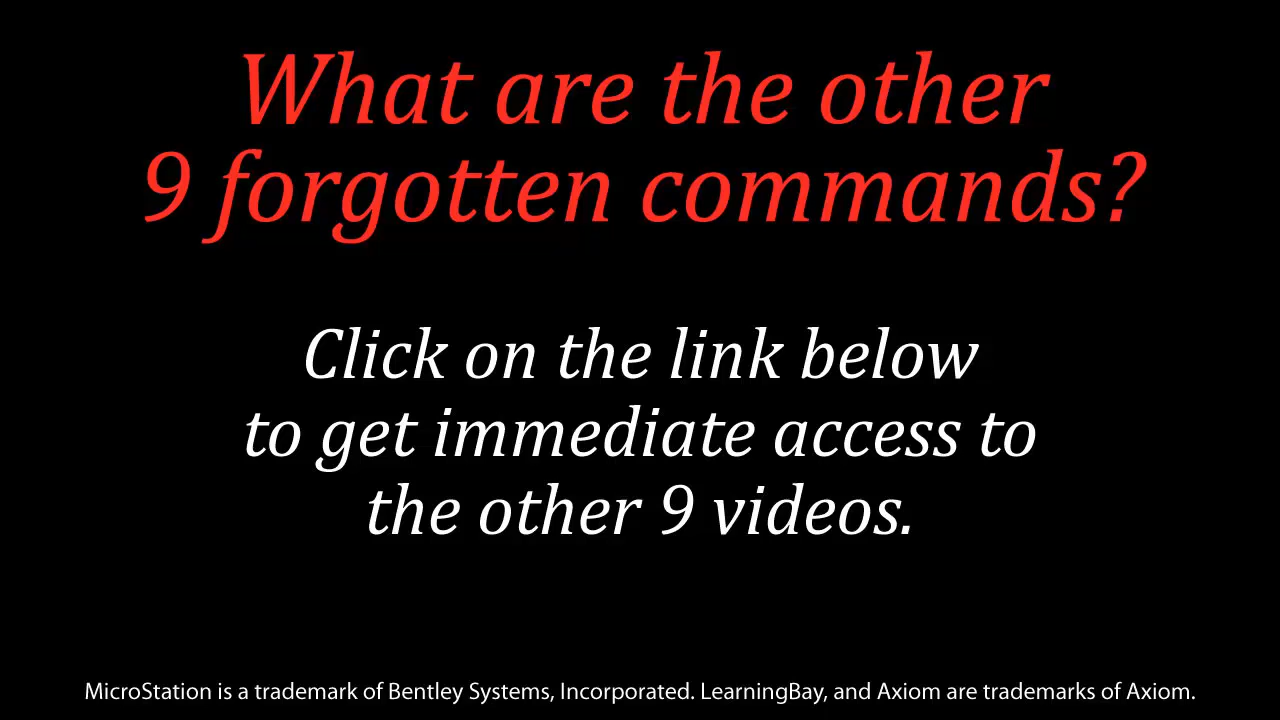 What are the other
9 forgotten commands?
Click on the link below
to get immediate access to
the other 9 videos.
MicroStation is a trademark of Bentley Systems, Incorporated. LearningBay, and Axiom are trademarks of Axiom.